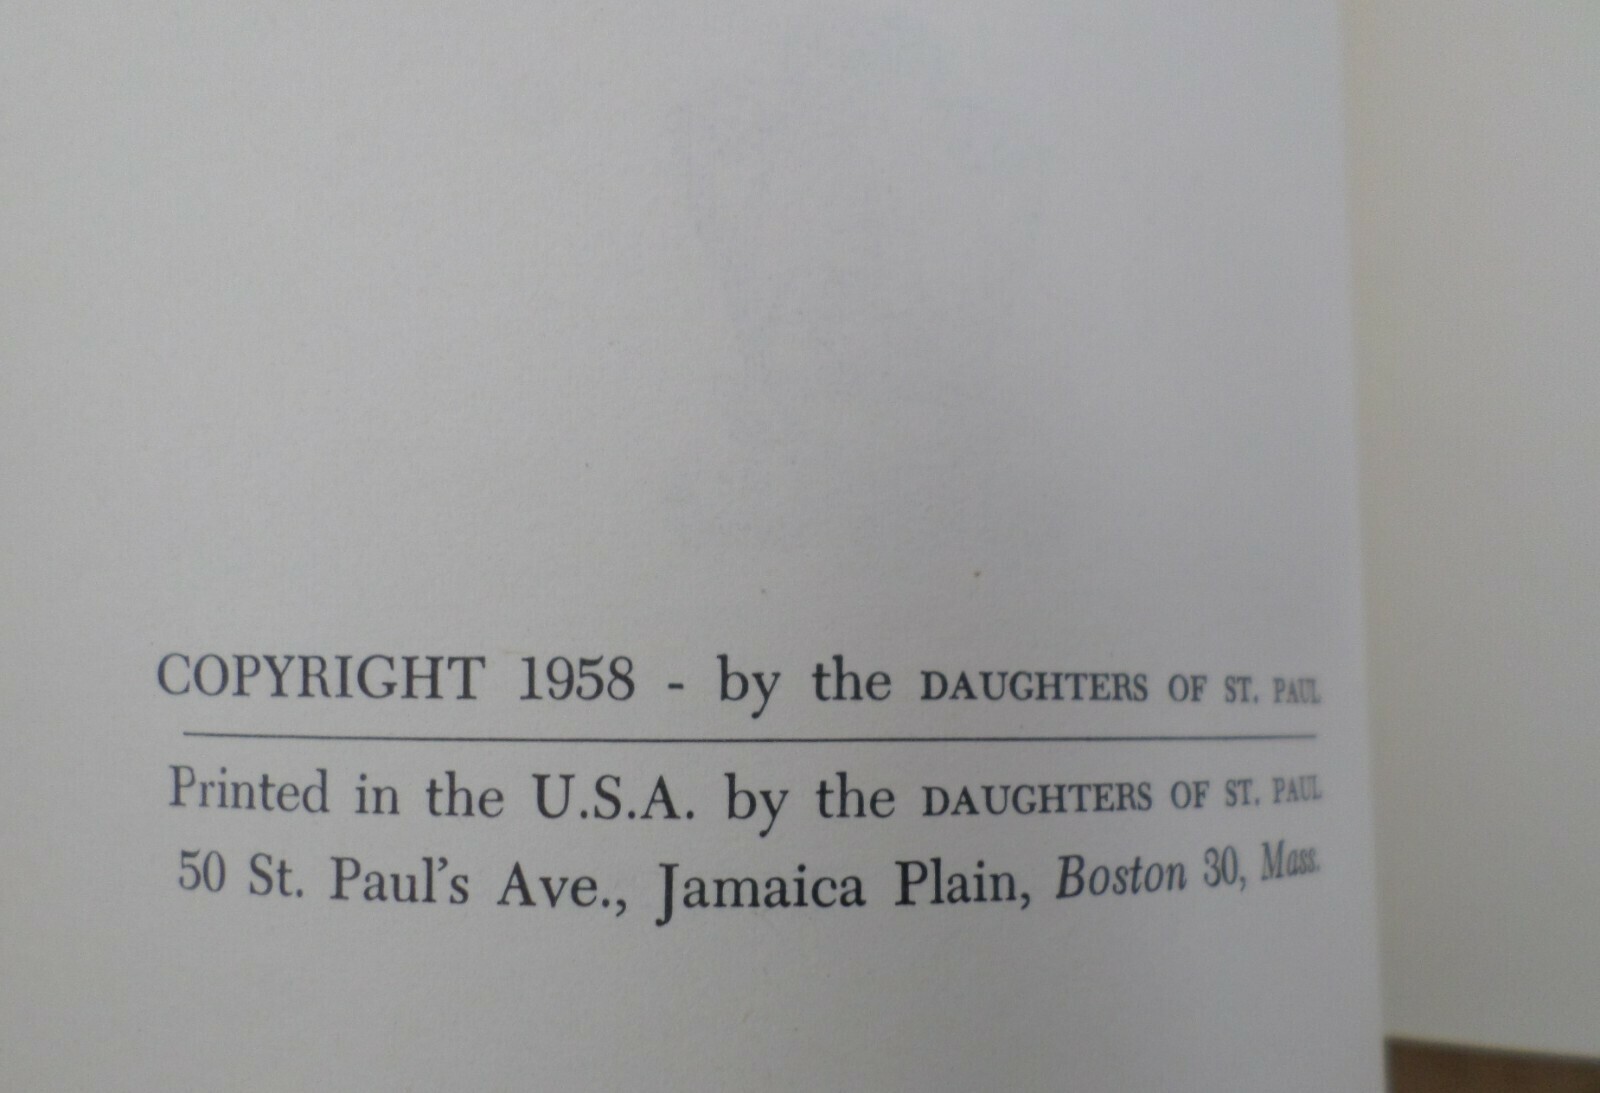 COPYRIGHT 1958 - by the DAUGHTERS OF ST. PAUL
Printed in the U.S.A. by the DAUGHTERS OF ST. PAUL
50 St. Paul's Ave., Jamaica Plain, Boston 30, Mass.